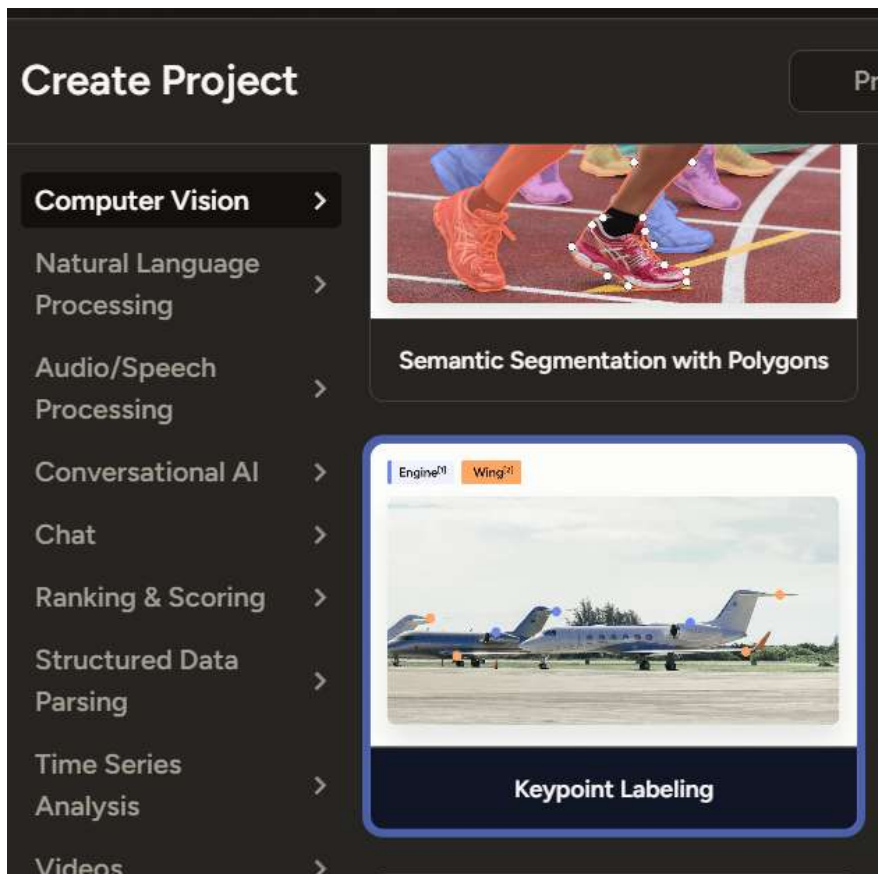 Create Project
Pr
Computer Vision
Natural Language
Processing
Audio/Speech
Processing
Conversational AI
Chat
Ranking & Scoring
Structured Data
Parsing
Time Series
Analysis
Videos
Semantic Segmentation with Polygons
Engine[1] Wing[2]
Keypoint Labeling